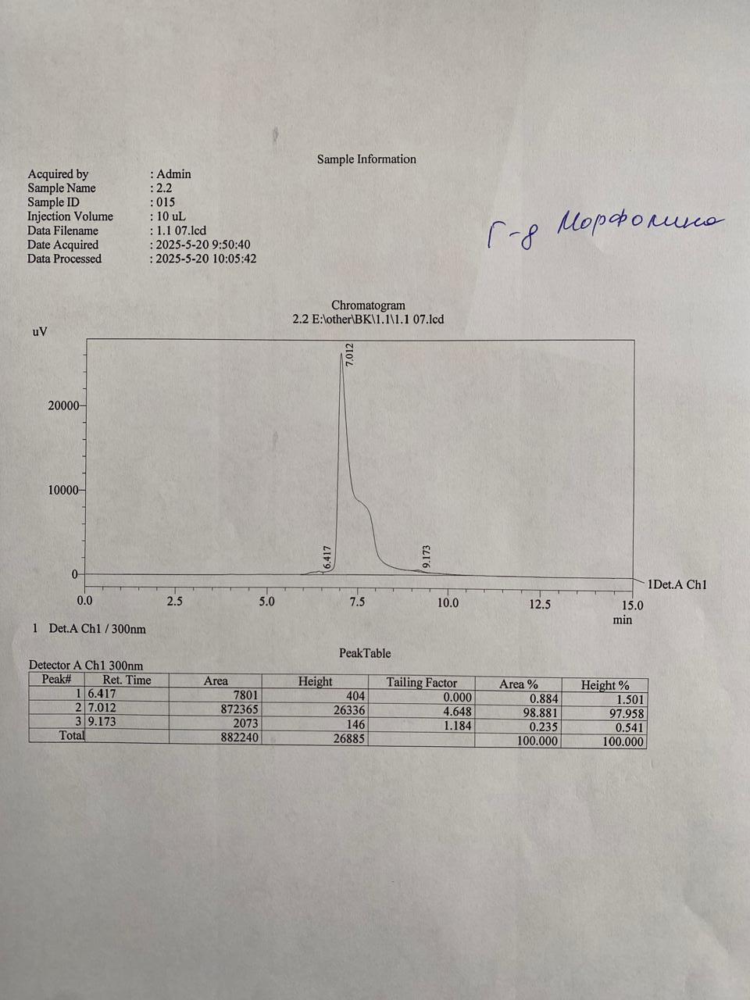 Sample Information
Acquired by : Admin
Sample Name : 2.2
Sample ID : 015
Injection Volume : 10 uL
Data Filename : 1.1 07.lcd
Date Acquired : 2025-5-20 9:50:40
Data Processed : 2025-5-20 10:05:42
Г-8 Морфолино
Chromatogram
2.2 E:\other\BK\1.1\1.1 07.lcd
uV
7.012
20000
10000
6.417
9.173
0
1Det.A Ch1
0.0 2.5 5.0 7.5 10.0 12.5 15.0
min
1 Det.A Ch1 / 300nm
PeakTable
Detector A Ch1 300nm
Peak# Ret. Time Area Height Tailing Factor Area % Height %
1 6.417 7801 404 0.000 0.884 1.501
2 7.012 872365 26336 4.648 98.881 97.958
3 9.173 2073 146 1.184 0.235 0.541
Total 882240 26885 100.000 100.000